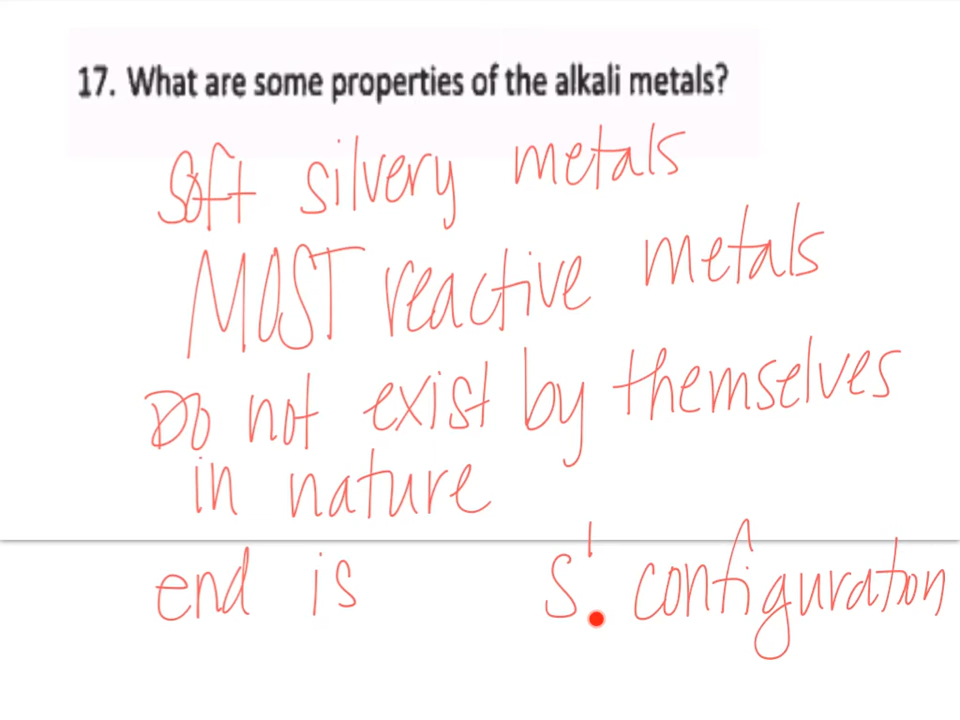 17. What are some properties of the alkali metals?
Soft silvery metals
MOST reactive metals
Do not exist by themselves
in nature
end is s¹ configuration